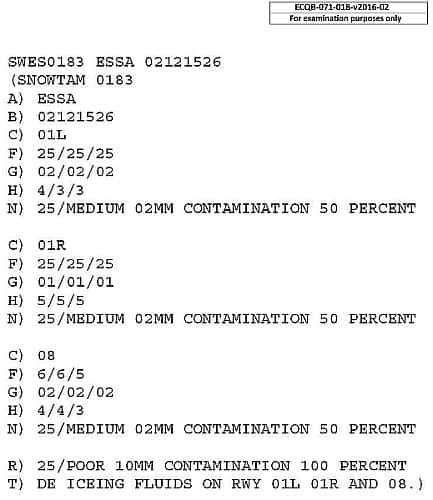 ECQB-071-018-v2016-02
For examination purposes only
SWES0183 ESSA 02121526
(SNOWTAM 0183
A) ESSA
B) 02121526
C) 01L
F) 25/25/25
G) 02/02/02
H) 4/3/3
N) 25/MEDIUM 02MM CONTAMINATION 50 PERCENT
C) 01R
F) 25/25/25
G) 01/01/01
H) 5/5/5
N) 25/MEDIUM 02MM CONTAMINATION 50 PERCENT
C) 08
F) 6/6/5
G) 02/02/02
H) 4/4/3
N) 25/MEDIUM 02MM CONTAMINATION 50 PERCENT
R) 25/POOR 10MM CONTAMINATION 100 PERCENT
T) DE ICEING FLUIDS ON RWY 01L 01R AND 08.)